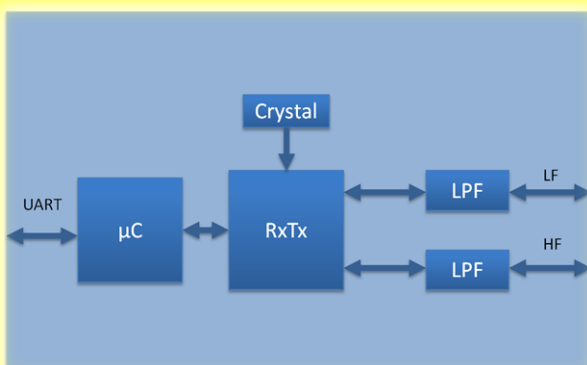 Crystal
UART
µC
RxTx
LPF
LF
LPF
HF